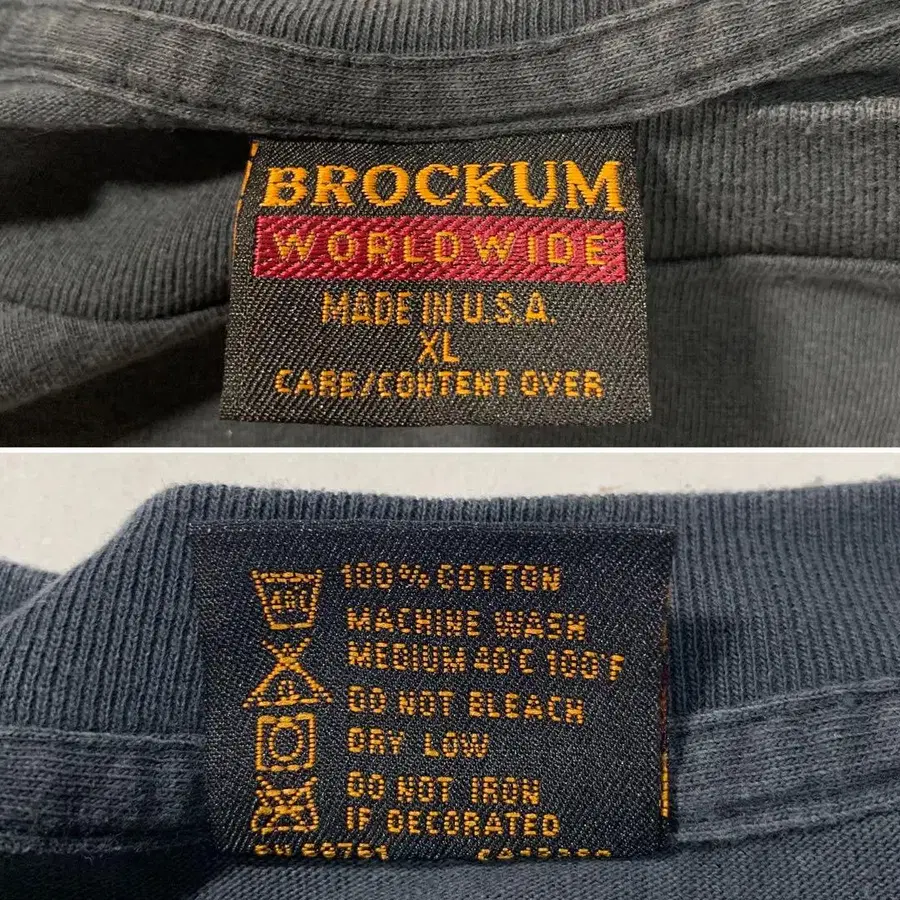 BROCKUM
WORLDWIDE
MADE IN U.S.A.
XL
CARE/CONTENT OVER
100% COTTON
MACHINE WASH
MEDIUM 40°C 100°F
DO NOT BLEACH
DRY LOW
DO NOT IRON
IF DECORATED